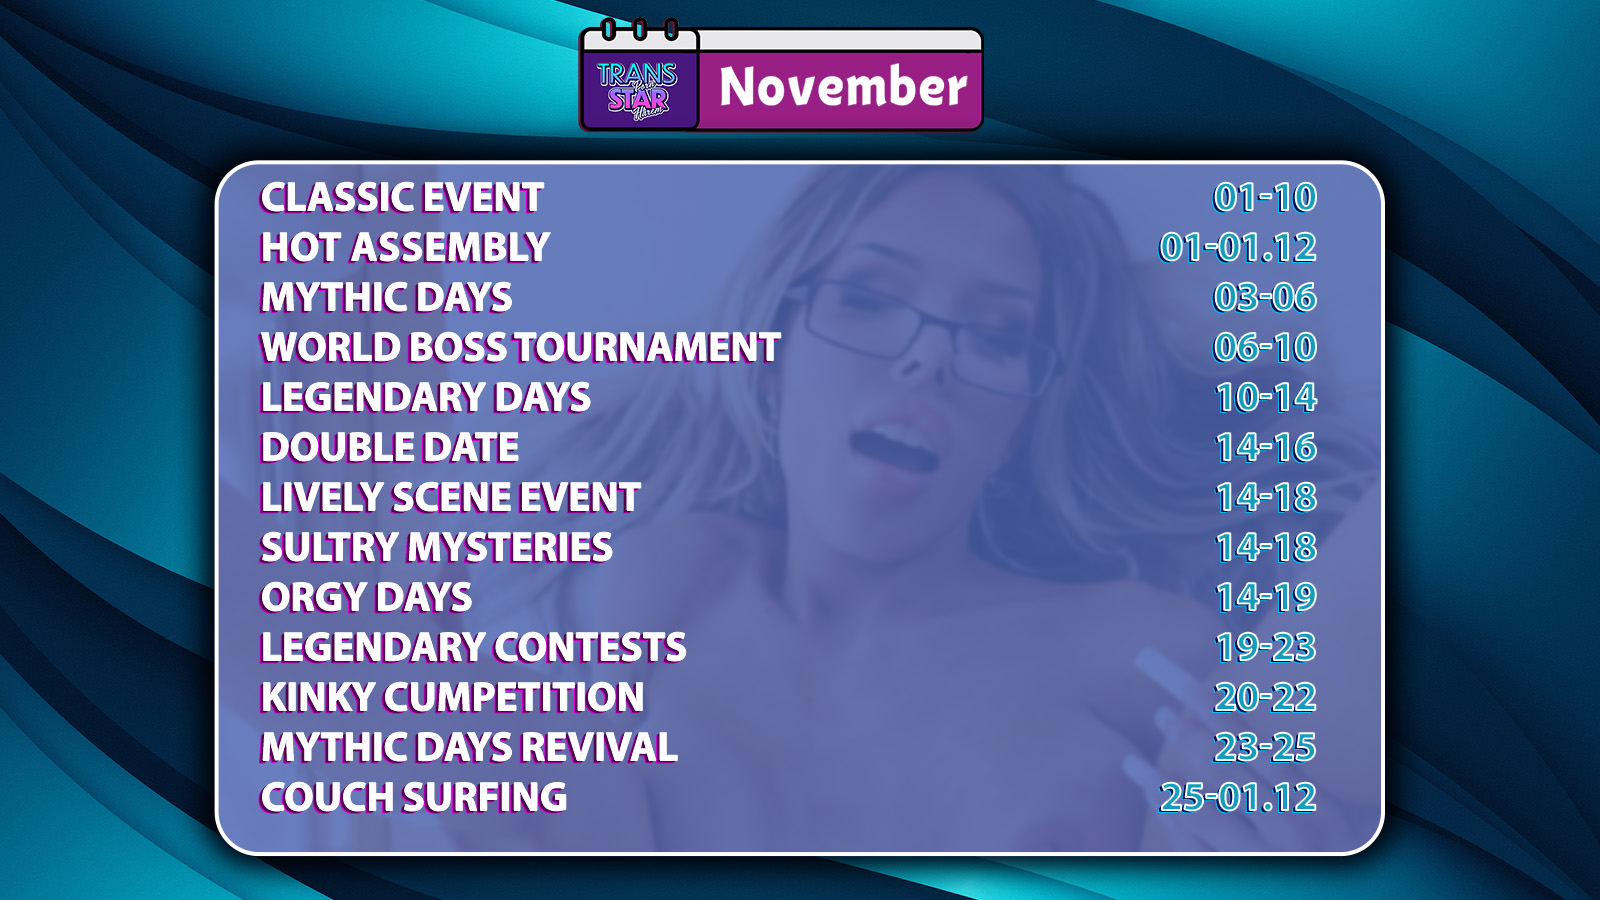 TRANS
Porn
STAR
Harem
November
CLASSIC EVENT 01-10
HOT ASSEMBLY 01-01.12
MYTHIC DAYS 03-06
WORLD BOSS TOURNAMENT 06-10
LEGENDARY DAYS 10-14
DOUBLE DATE 14-16
LIVELY SCENE EVENT 14-18
SULTRY MYSTERIES 14-18
ORGY DAYS 14-19
LEGENDARY CONTESTS 19-23
KINKY CUMPETITION 20-22
MYTHIC DAYS REVIVAL 23-25
COUCH SURFING 25-01.12